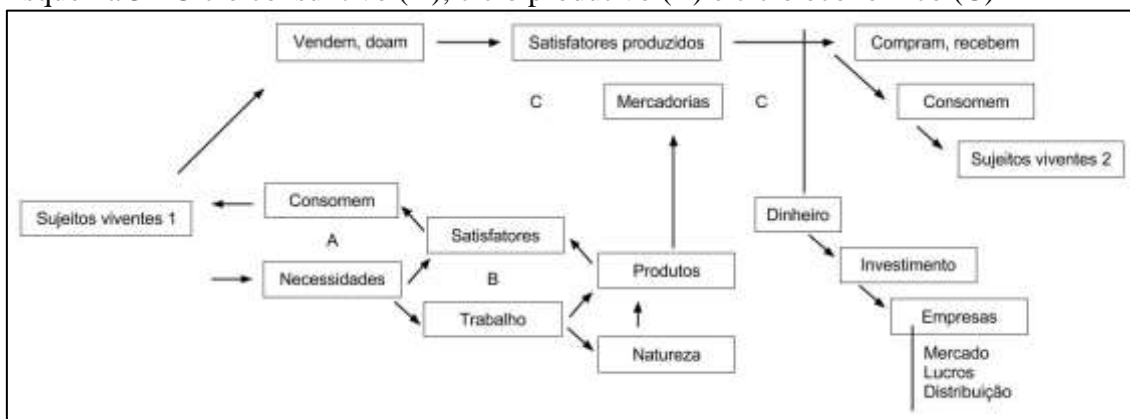 Vendem, doam
Satisfatores produzidos
Compram, recebem
C
Mercadorias
C
Consomem
Sujeitos viventes 2
Sujeitos viventes 1
Consomem
A
Satisfatores
Dinheiro
Necessidades
B
Produtos
Investimento
Trabalho
Natureza
Empresas
Mercado
Lucros
Distribuição